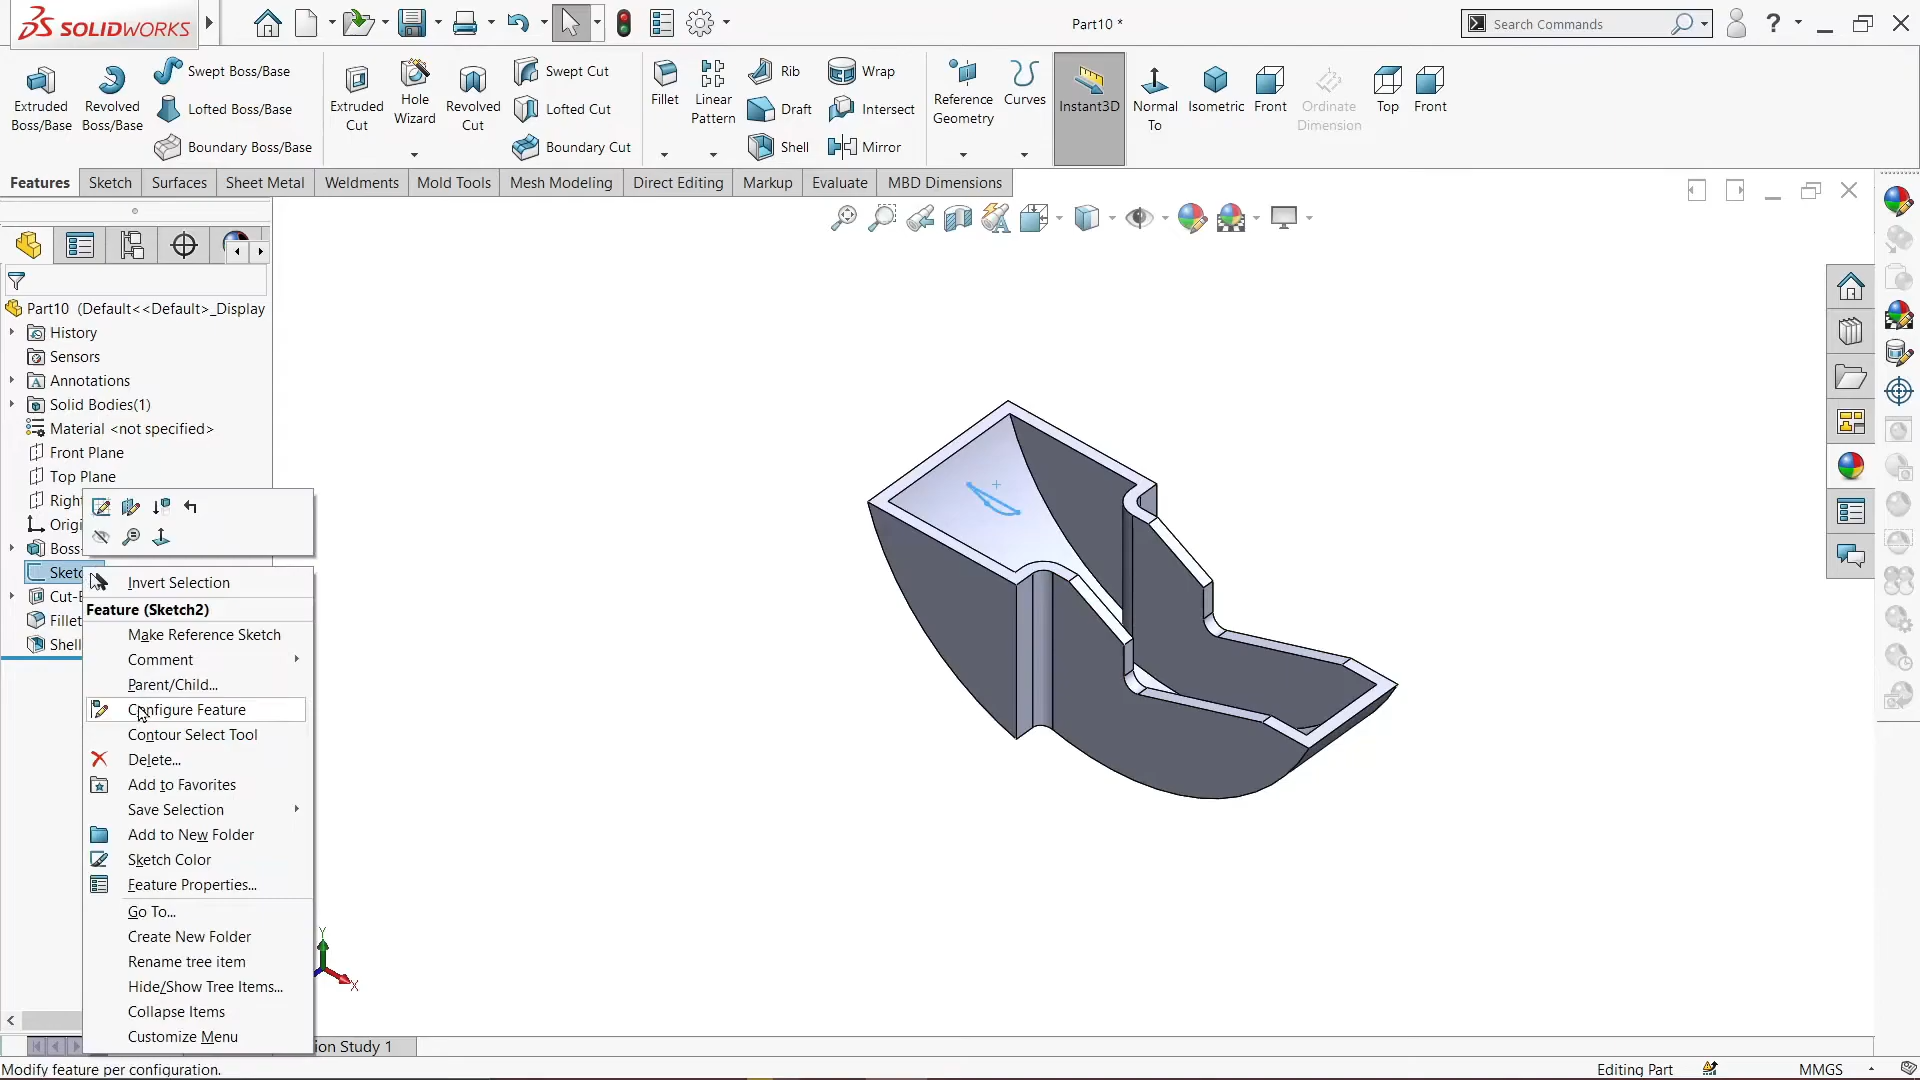 SOLIDWORKS
Part10 *
Search Commands
Extruded Boss/Base
Revolved Boss/Base
Swept Boss/Base
Lofted Boss/Base
Boundary Boss/Base
Extruded Cut
Hole Wizard
Revolved Cut
Swept Cut
Lofted Cut
Boundary Cut
Fillet
Linear Pattern
Rib
Draft
Shell
Wrap
Intersect
Mirror
Reference Geometry
Curves
Instant3D
Normal To
Isometric
Front
Ordinate Dimension
Top
Front
Features
Sketch
Surfaces
Sheet Metal
Weldments
Mold Tools
Mesh Modeling
Direct Editing
Markup
Evaluate
MBD Dimensions
Part10 (Default<<Default>_Display
History
Sensors
Annotations
Solid Bodies(1)
Material <not specified>
Front Plane
Top Plane
Righ
Origi
Boss-
Sketc
Cut-E
Fillet
Shell
Invert Selection
Feature (Sketch2)
Make Reference Sketch
Comment
Parent/Child...
Configure Feature
Contour Select Tool
Delete...
Add to Favorites
Save Selection
Add to New Folder
Sketch Color
Feature Properties...
Go To...
Create New Folder
Rename tree item
Hide/Show Tree Items...
Collapse Items
Customize Menu
Y
X
ion Study 1
Modify feature per configuration.
Editing Part
MMGS